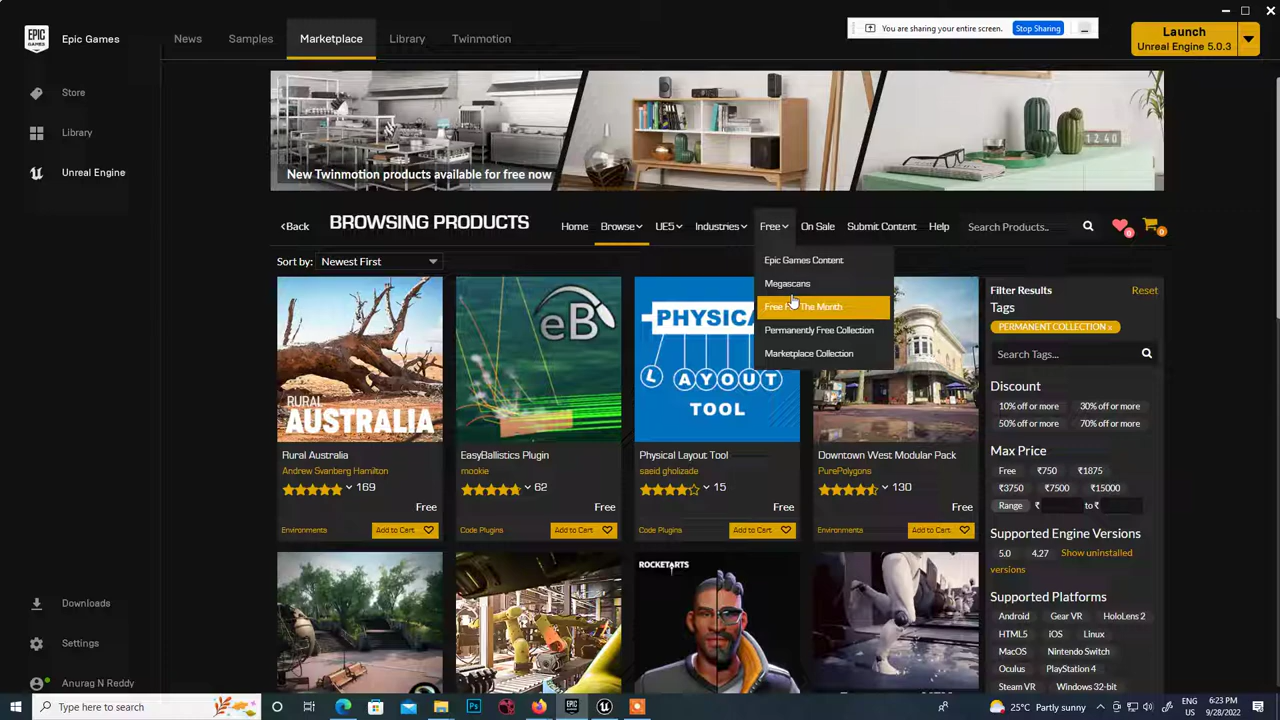 EPIC GAMES
Epic Games
News
Samples
Marketplace
Library
Twinmotion
You are sharing your entire screen.
Stop Sharing
Launch
Unreal Engine 5.0.3
Store
Library
Unreal Engine
New Twinmotion products available for free now
12:40
Back
BROWSING PRODUCTS
Home
Browse
UE5
Industries
Free
On Sale
Submit Content
Help
Search Products..
0
0
Sort by:
Newest First
Epic Games Content
Megascans
Free The Month
Permanently Free Collection
Marketplace Collection
RURAL
AUSTRALIA
eB
PHYSICAL
LAYOUT
TOOL
Rural Australia
Andrew Svanberg Hamilton
169
Free
Environments
Add to Cart
EasyBallistics Plugin
mookie
62
Free
Code Plugins
Add to Cart
Physical Layout Tool
saeid gholizade
15
Free
Code Plugins
Add to Cart
Downtown West Modular Pack
PurePolygons
130
Free
Environments
Add to Cart
ROCKETARTS
Filter Results
Reset
Tags
PERMANENT COLLECTION x
Search Tags...
Discount
10% off or more
30% off or more
50% off or more
70% off or more
Max Price
Free
₹750
₹1875
₹3750
₹7500
₹15000
Range
₹
to ₹
Supported Engine Versions
5.0
4.27
Show uninstalled
versions
Supported Platforms
Android
Gear VR
HoloLens 2
HTML5
iOS
Linux
MacOS
Nintendo Switch
Oculus
PlayStation 4
Steam VR
Windows 32-bit
Downloads
Settings
Anurag N Reddy
Type here to search
25°C Partly sunny
ENG
US
6:23 PM
9/28/2022